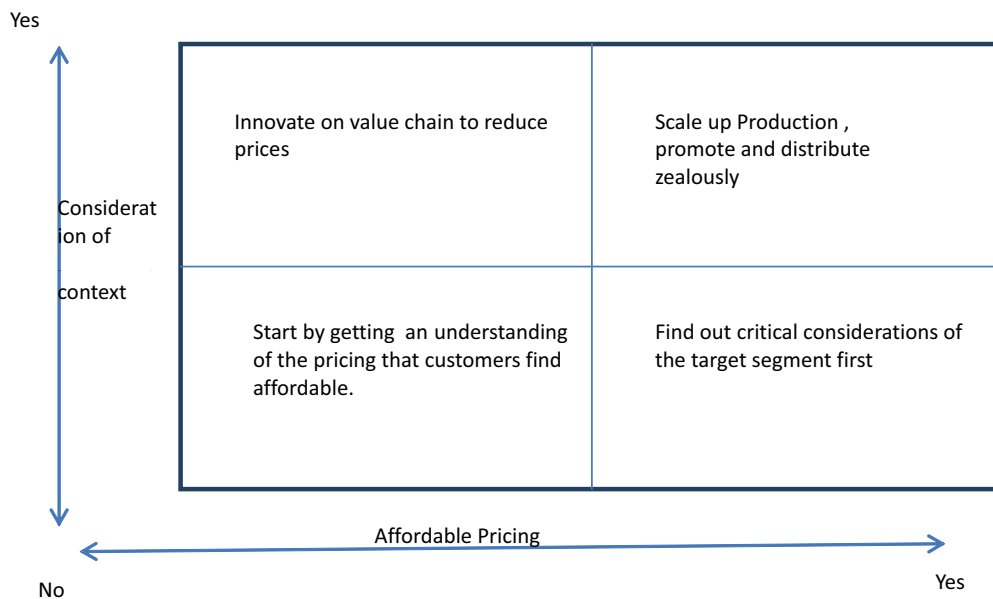 Yes
Innovate on value chain to reduce
prices
Scale up Production ,
promote and distribute
zealously
Considerat
ion of
context
Start by getting  an understanding
of the pricing that customers find
affordable.
Find out critical considerations of
the target segment first
Affordable Pricing
No
Yes